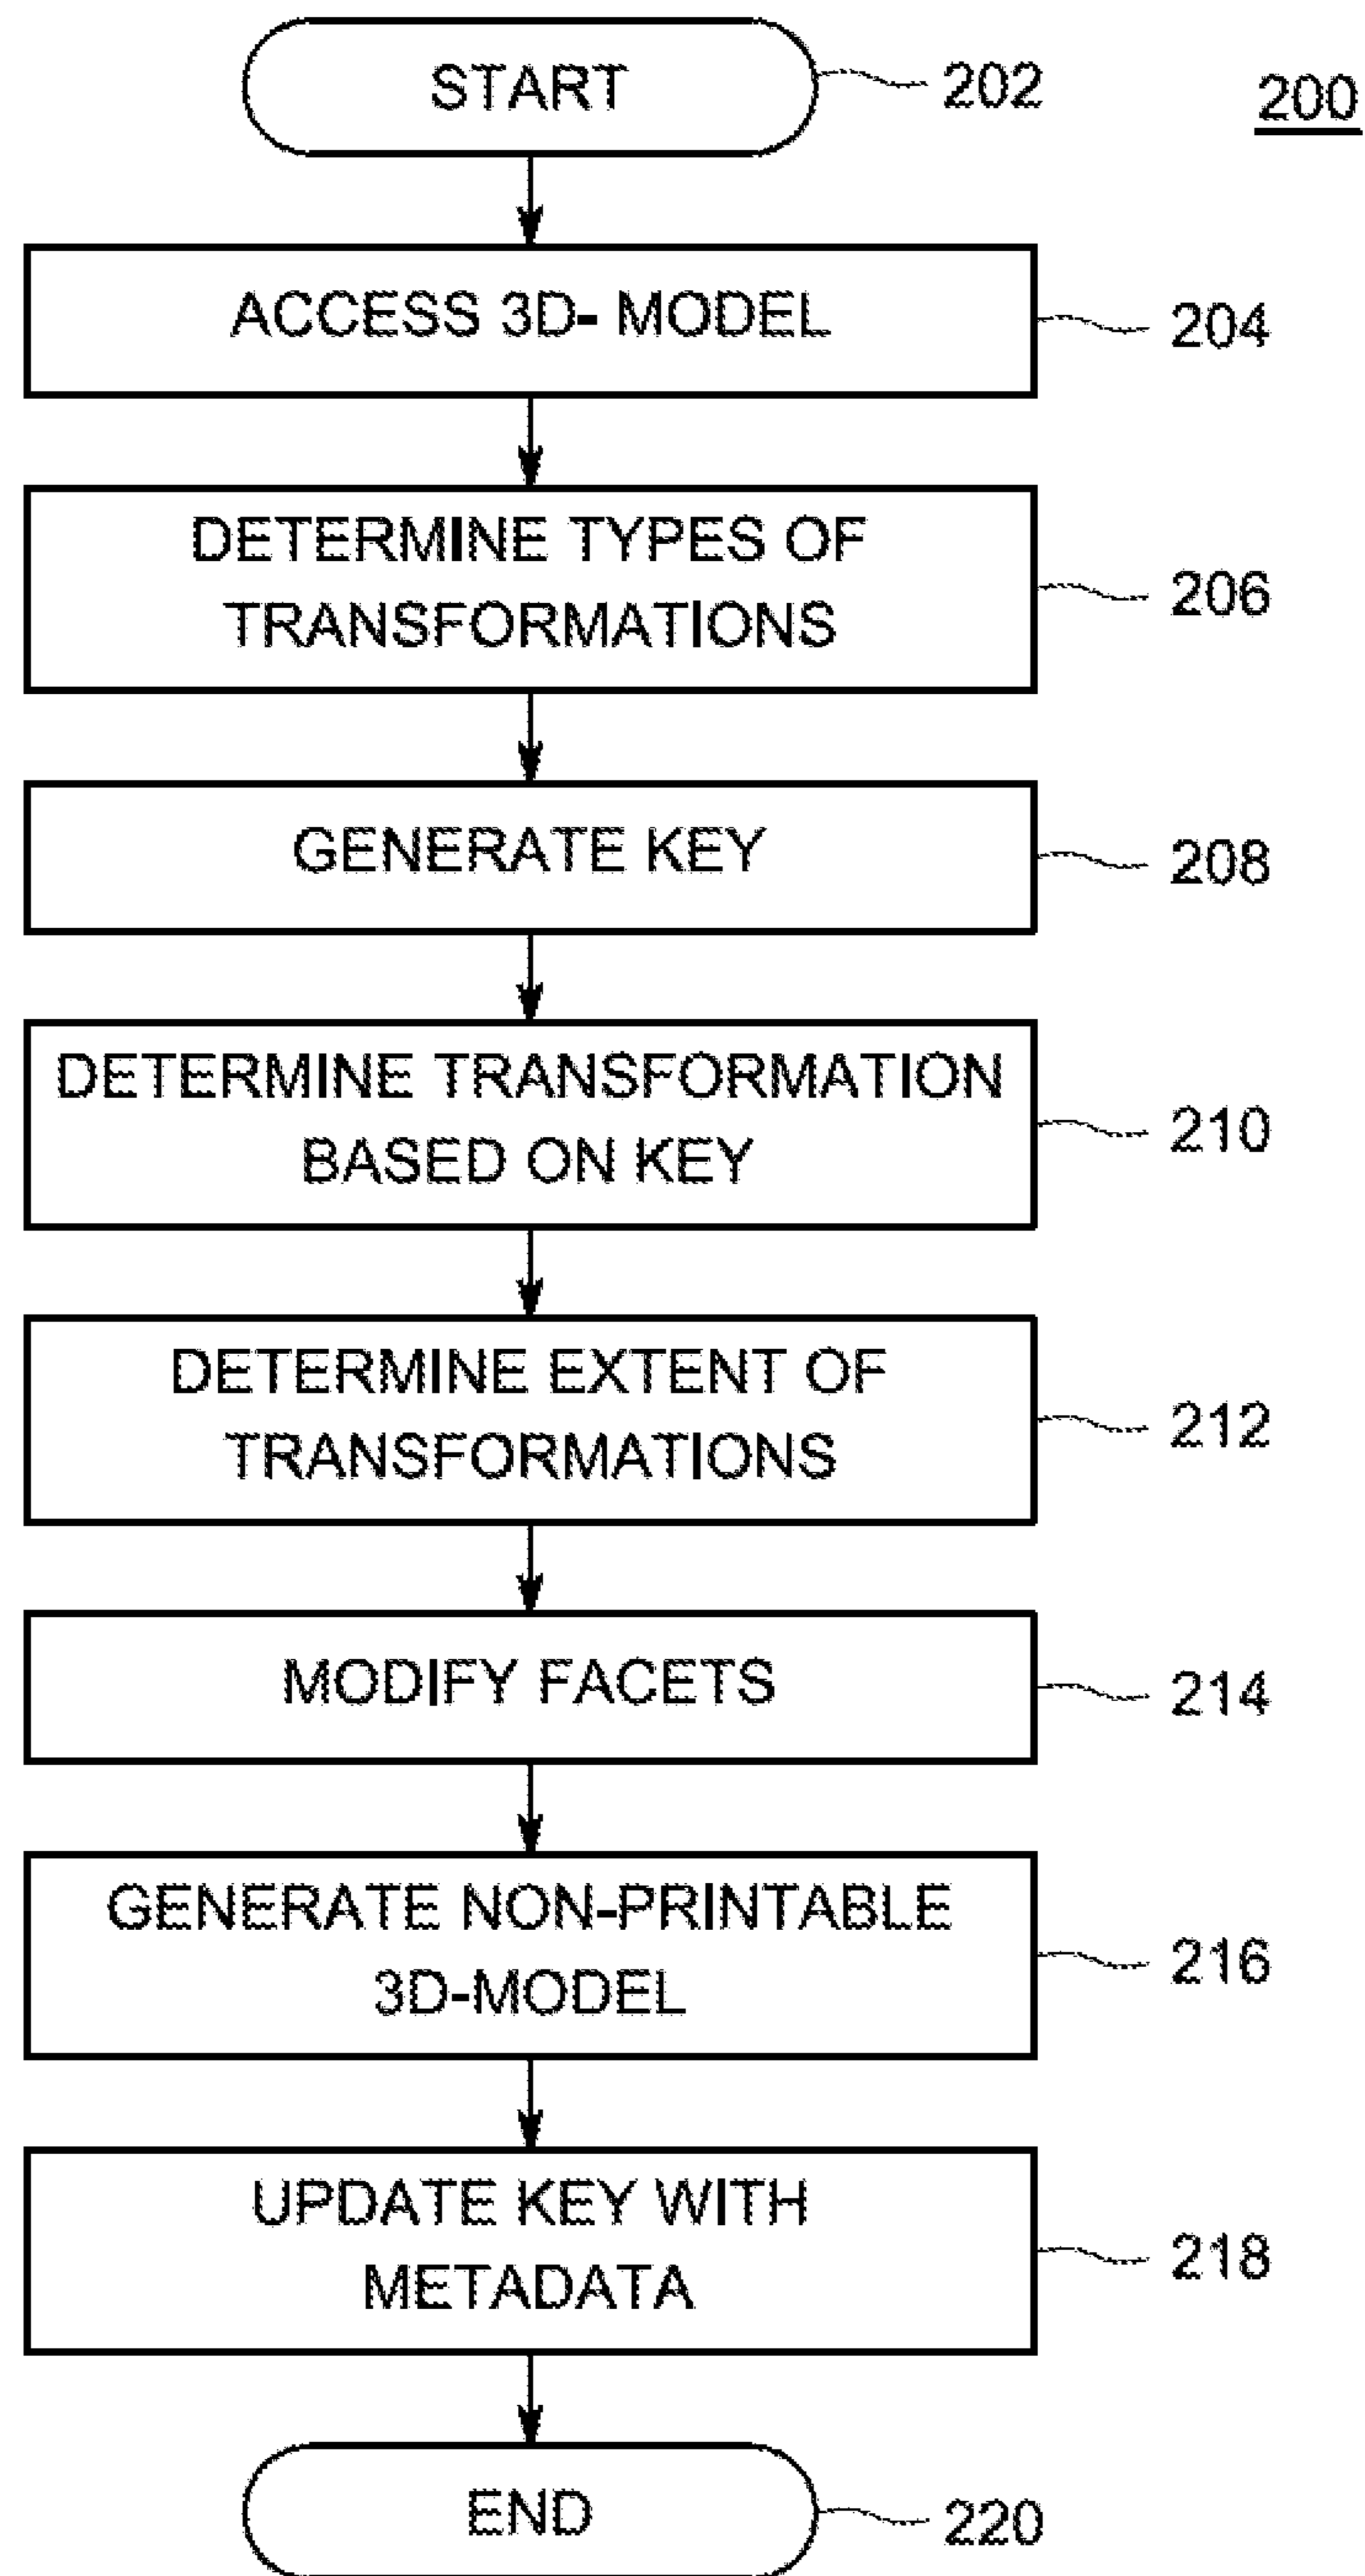 START
202
200
ACCESS 3D- MODEL
204
DETERMINE TYPES OF
TRANSFORMATIONS
206
GENERATE KEY
208
DETERMINE TRANSFORMATION
BASED ON KEY
210
DETERMINE EXTENT OF
TRANSFORMATIONS
212
MODIFY FACETS
214
GENERATE NON-PRINTABLE
3D-MODEL
216
UPDATE KEY WITH
METADATA
218
END
220